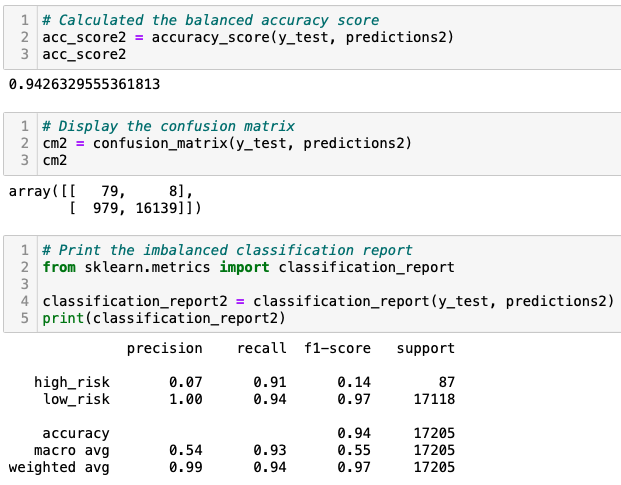 1 # Calculated the balanced accuracy score
2 acc_score2 = accuracy_score(y_test, predictions2)
3 acc_score2
0.9426329555361813
1 # Display the confusion matrix
2 cm2 = confusion_matrix(y_test, predictions2)
3 cm2
array([[   79,     8],
       [  979, 16139]])
1 # Print the imbalanced classification report
2 from sklearn.metrics import classification_report
3
4 classification_report2 = classification_report(y_test, predictions2)
5 print(classification_report2)
              precision    recall  f1-score   support
   high_risk       0.07      0.91      0.14        87
    low_risk       1.00      0.94      0.97     17118
    accuracy                           0.94     17205
   macro avg       0.54      0.93      0.55     17205
weighted avg       0.99      0.94      0.97     17205